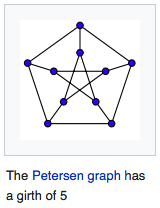 The Petersen graph has
a girth of 5